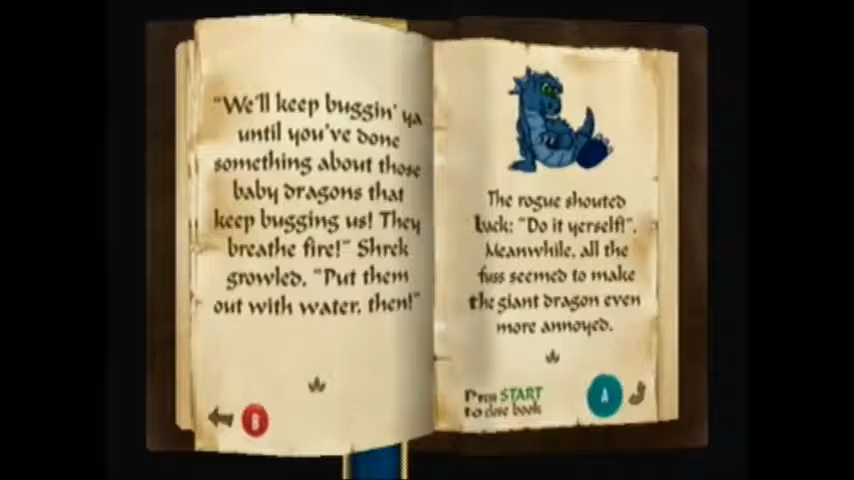 "We'll keep buggin' ya
until you've done
something about those
baby dragons that
keep bugging us! They
breathe fire!" Shrek
growled. "Put them
out with water, then!"
B
The rogue shouted
back: "Do it yerself!".
Meanwhile, all the
fuss seemed to make
the giant dragon even
more annoyed.
Press START
to close book
A